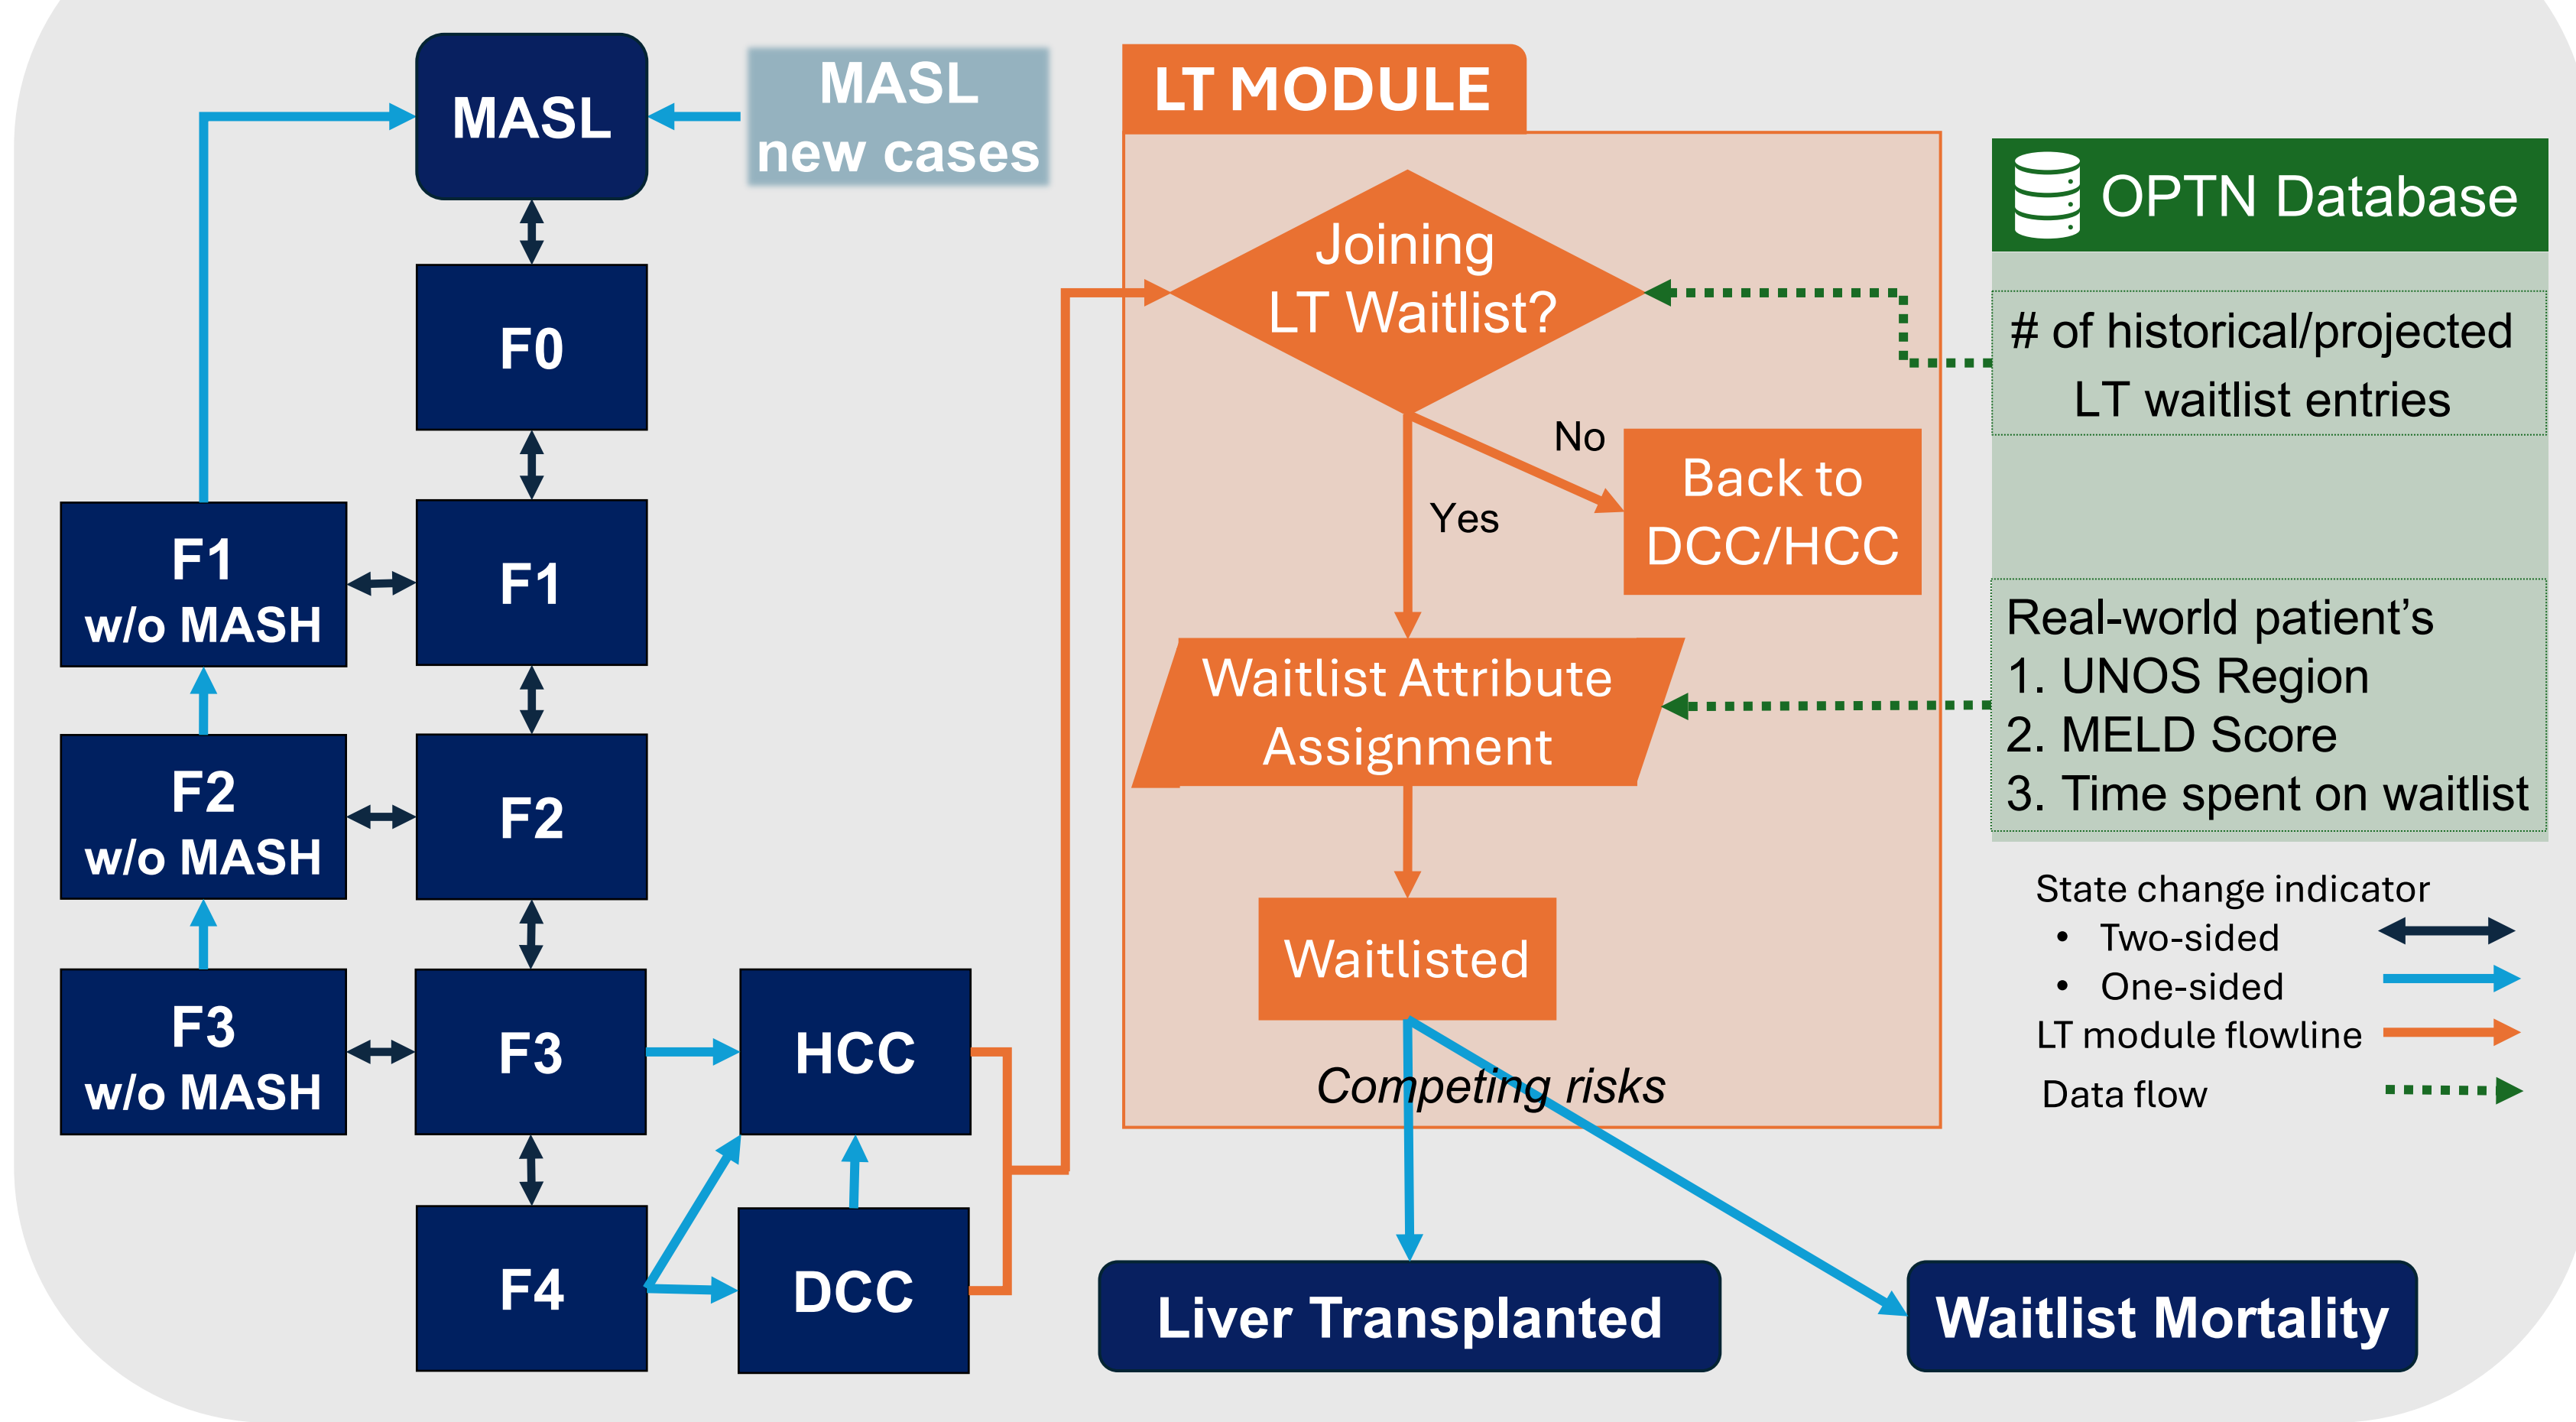 MASL
MASL
new cases
F0
F1
w/o MASH
F1
F2
w/o MASH
F2
F3
w/o MASH
F3
HCC
F4
DCC
LT MODULE
Joining
LT Waitlist?
No
Yes
Back to
DCC/HCC
Waitlist Attribute
Assignment
Waitlisted
Competing risks
Liver Transplanted
Waitlist Mortality
OPTN Database
# of historical/projected
LT waitlist entries
Real-world patient’s
1. UNOS Region
2. MELD Score
3. Time spent on waitlist
State change indicator
• Two-sided
• One-sided
LT module flowline
Data flow